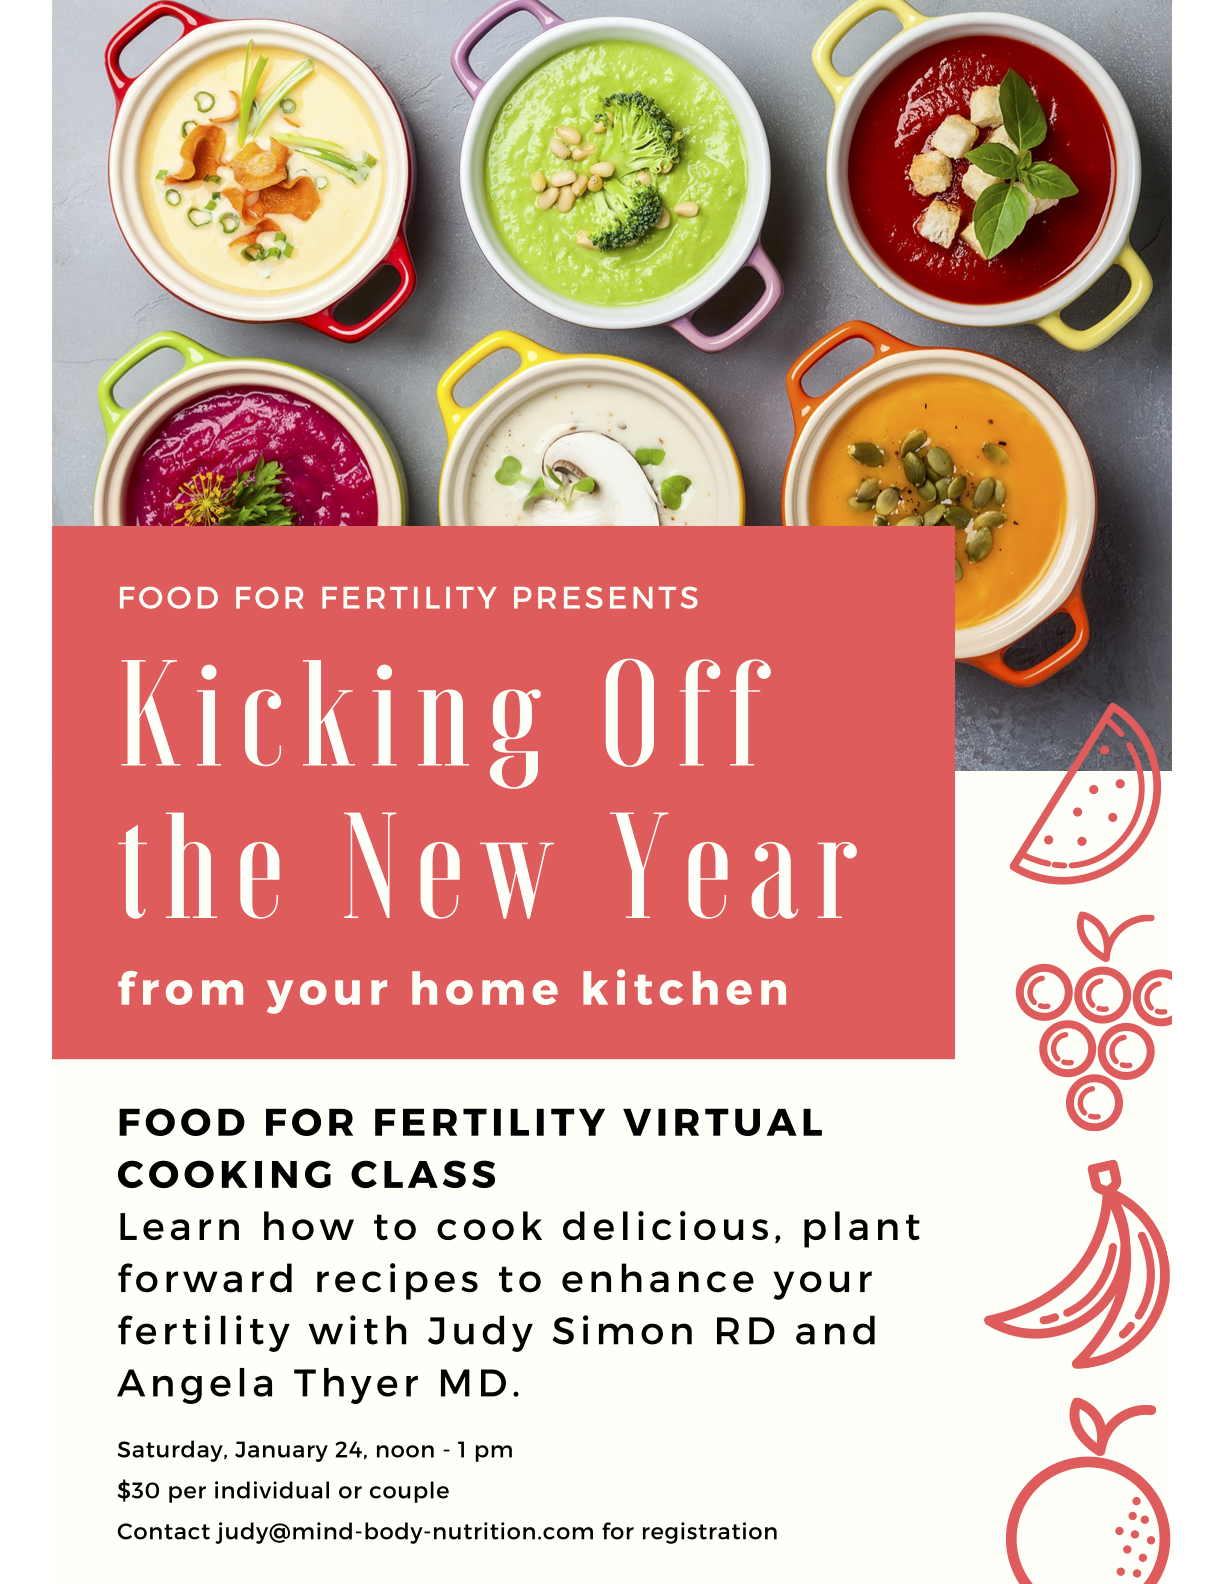 FOOD FOR FERTILITY PRESENTS
Kicking Off
the New Year
from your home kitchen
FOOD FOR FERTILITY VIRTUAL
COOKING CLASS
Learn how to cook delicious, plant
forward recipes to enhance your
fertility with Judy Simon RD and
Angela Thyer MD.
Saturday, January 24, noon - 1 pm
$30 per individual or couple
Contact judy@mind-body-nutrition.com for registration